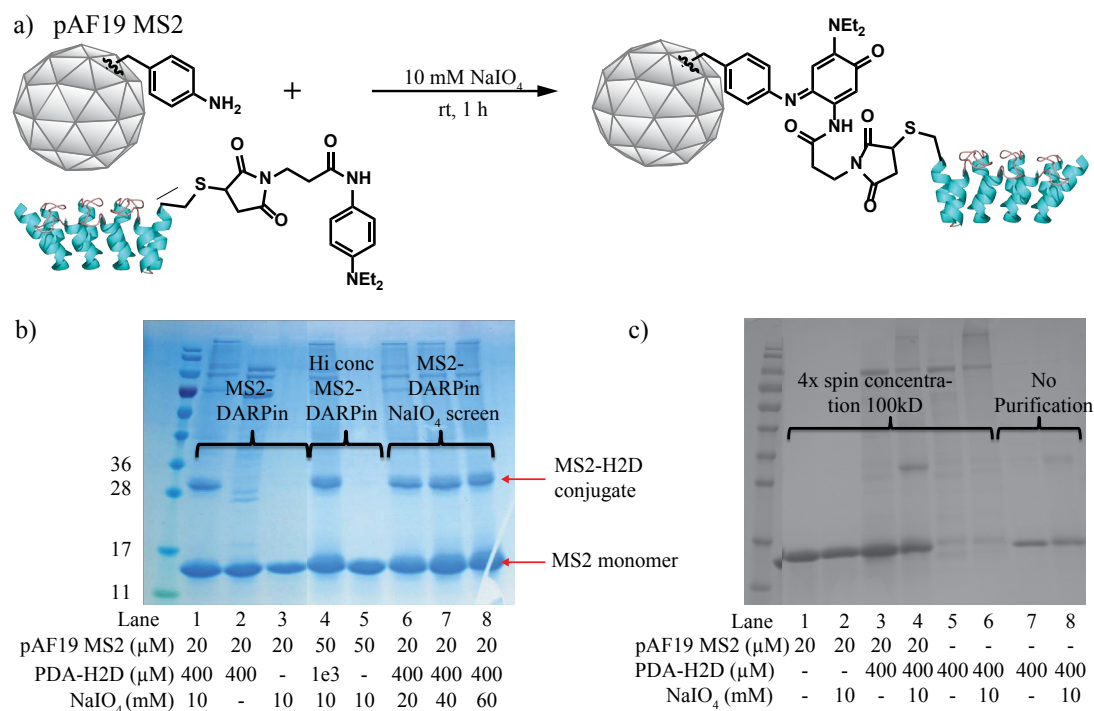 a) pAF19 MS2
NH2
+
10 mM NaIO4
rt, 1 h
S
O
N
O
O
NH
NEt2
NEt2
O
N
NH
O
O
N
S
O
b)
MS2-
DARPin
Hi conc
MS2-
DARPin
MS2-
DARPin
NaIO4 screen
36
28
17
11
MS2-H2D
conjugate
MS2 monomer
Lane 1 2 3 4 5 6 7 8
pAF19 MS2 (µM) 20 20 20 50 50 20 20 20
PDA-H2D (µM) 400 400 - 1e3 - 400 400 400
NaIO4 (mM) 10 - 10 10 10 20 40 60
c)
4x spin concentra-
tion 100kD
No
Purification
Lane 1 2 3 4 5 6 7 8
pAF19 MS2 (µM) 20 20 20 20 - - - -
PDA-H2D (µM) - - 400 400 400 400 400 400
NaIO4 (mM) - 10 - 10 - 10 - 10